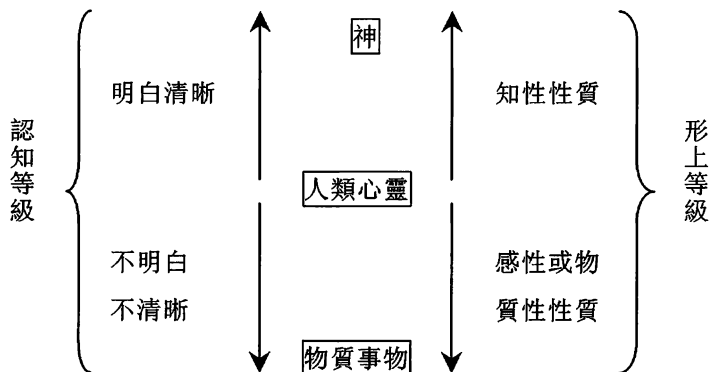 神
明白清晰
知性性質
認知等級
人類心靈
形上等級
不明白
不清晰
感性或物
質性性質
物質事物